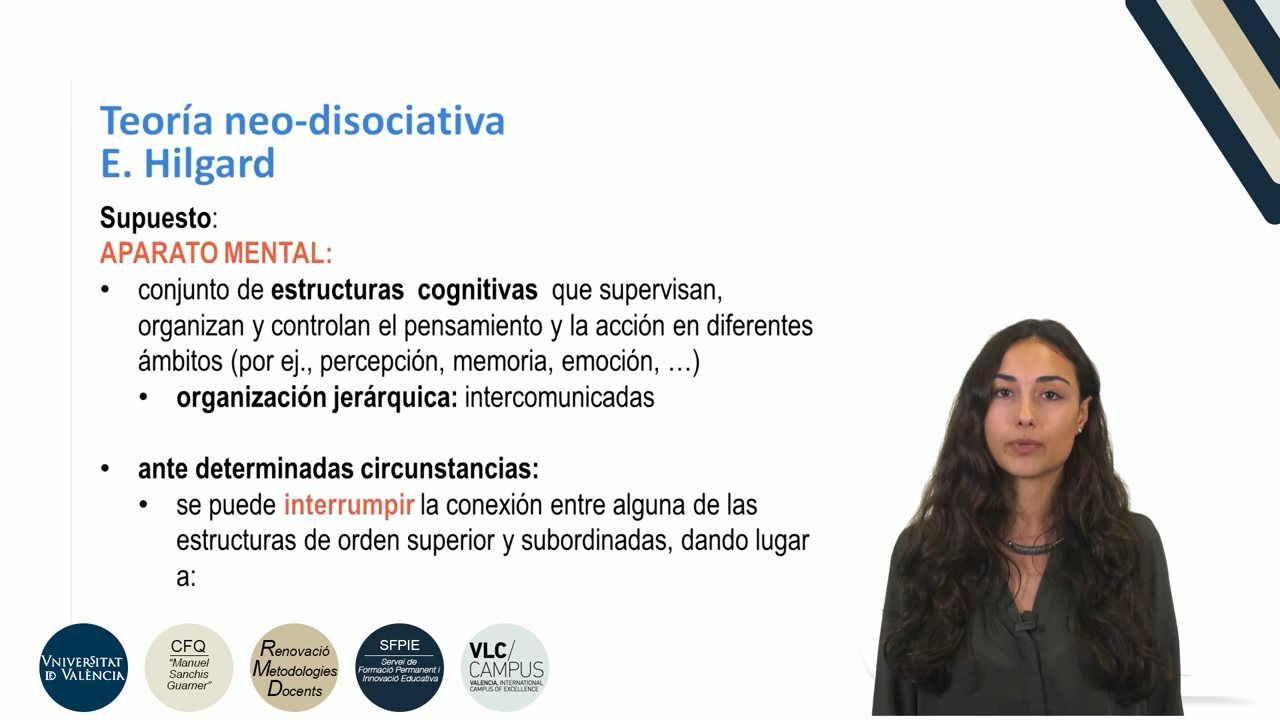 Teoría neo-disociativa
E. Hilgard
Supuesto:
APARATO MENTAL:
• conjunto de estructuras cognitivas que supervisan,
organizan y controlan el pensamiento y la acción en diferentes
ámbitos (por ej., percepción, memoria, emoción, …)
• organización jerárquica: intercomunicadas
• ante determinadas circunstancias:
• se puede interrumpir la conexión entre alguna de las
estructuras de orden superior y subordinadas, dando lugar
a:
VNIVERSITAT
ID VALÈNCIA
CFQ
"Manuel
Sanchis
Guarner"
Renovació
Metodologies
Docents
SFPIE
Servei de
Formació Permanent i
Innovació Educativa
VLC/
CAMPUS
VALENCIA, INTERNATIONAL
CAMPUS OF EXCELLENCE